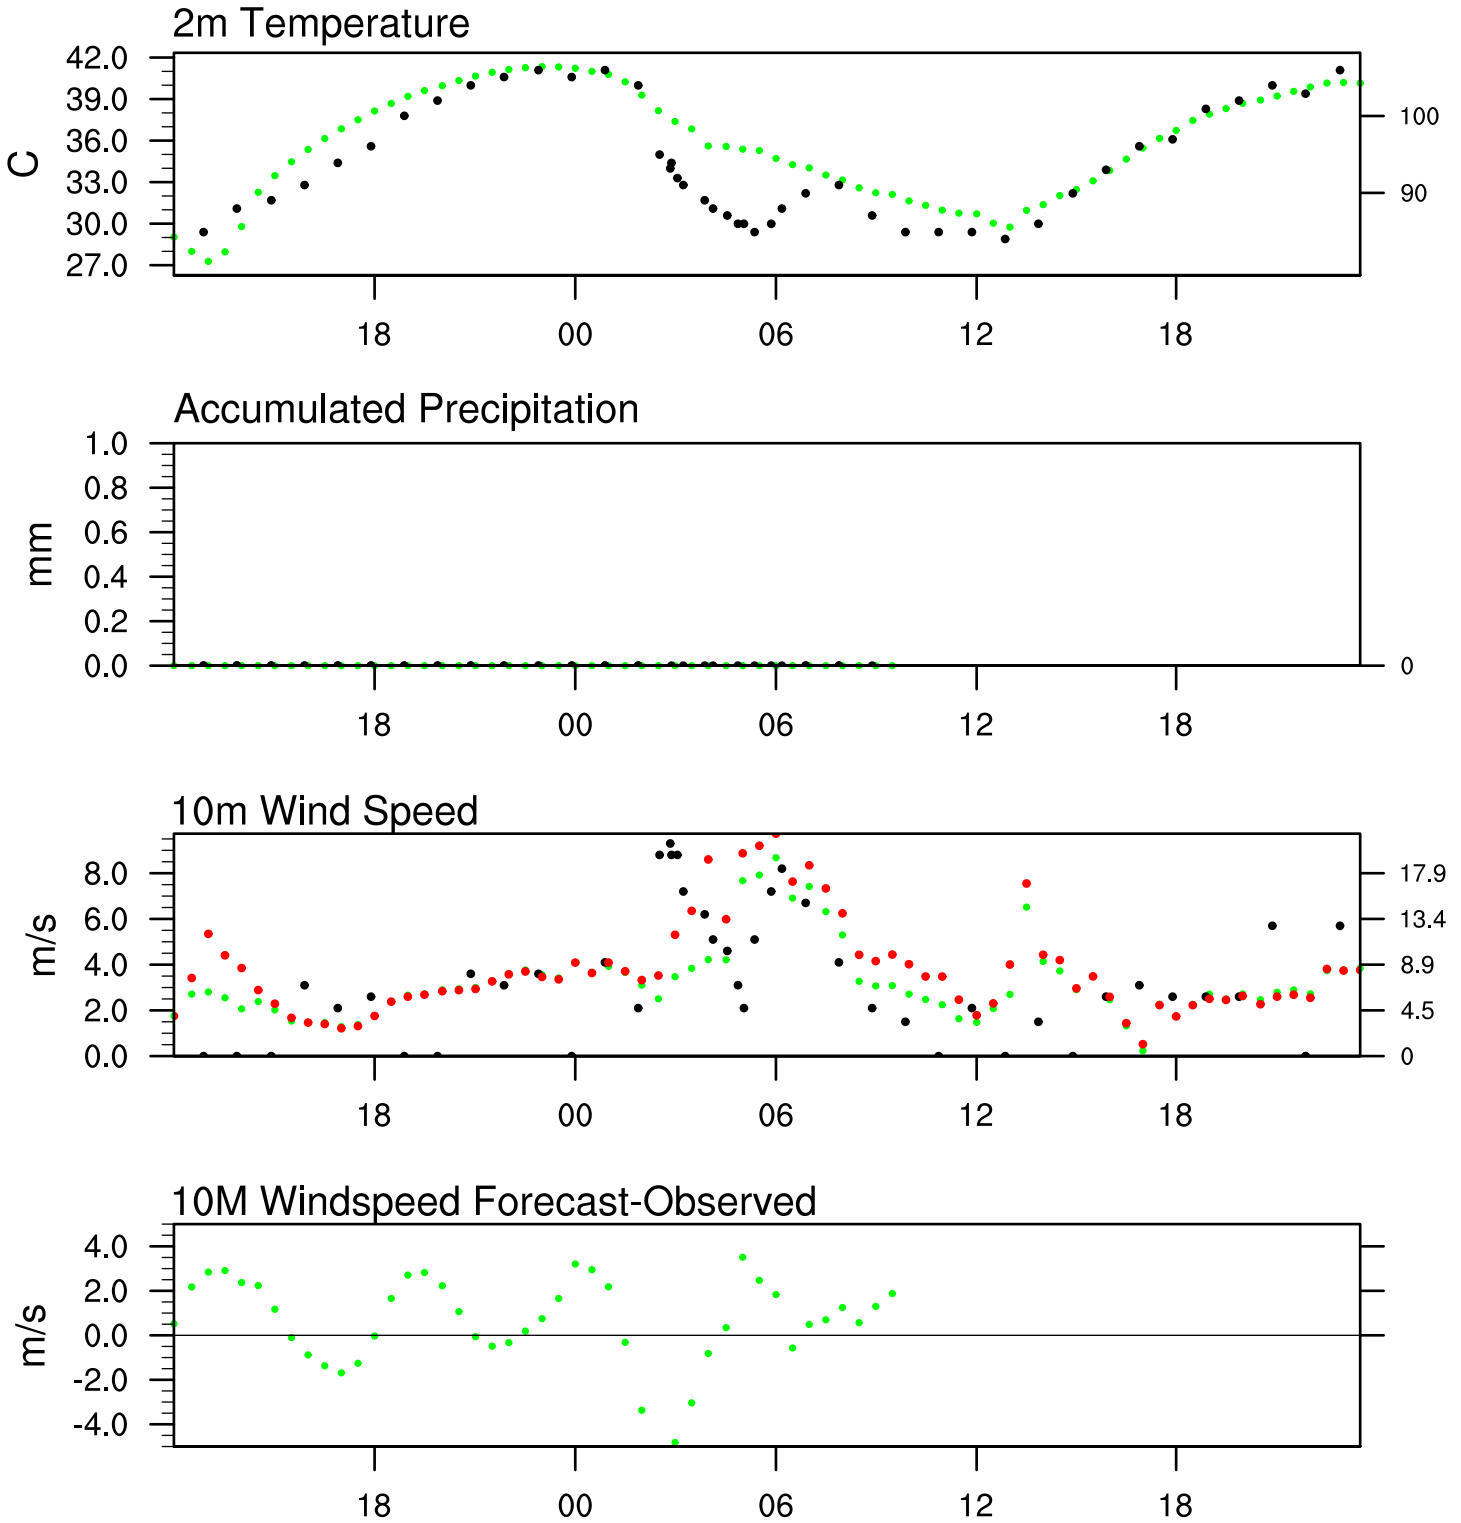 2m Temperature
42.0
39.0
36.0
33.0
30.0
27.0
C
100
90
18 00 06 12 18
Accumulated Precipitation
1.0
0.8
0.6
0.4
0.2
0.0
mm
0
18 00 06 12 18
10m Wind Speed
8.0
6.0
4.0
2.0
0.0
m/s
17.9
13.4
8.9
4.5
0
18 00 06 12 18
10M Windspeed Forecast-Observed
4.0
2.0
0.0
-2.0
-4.0
m/s
18 00 06 12 18